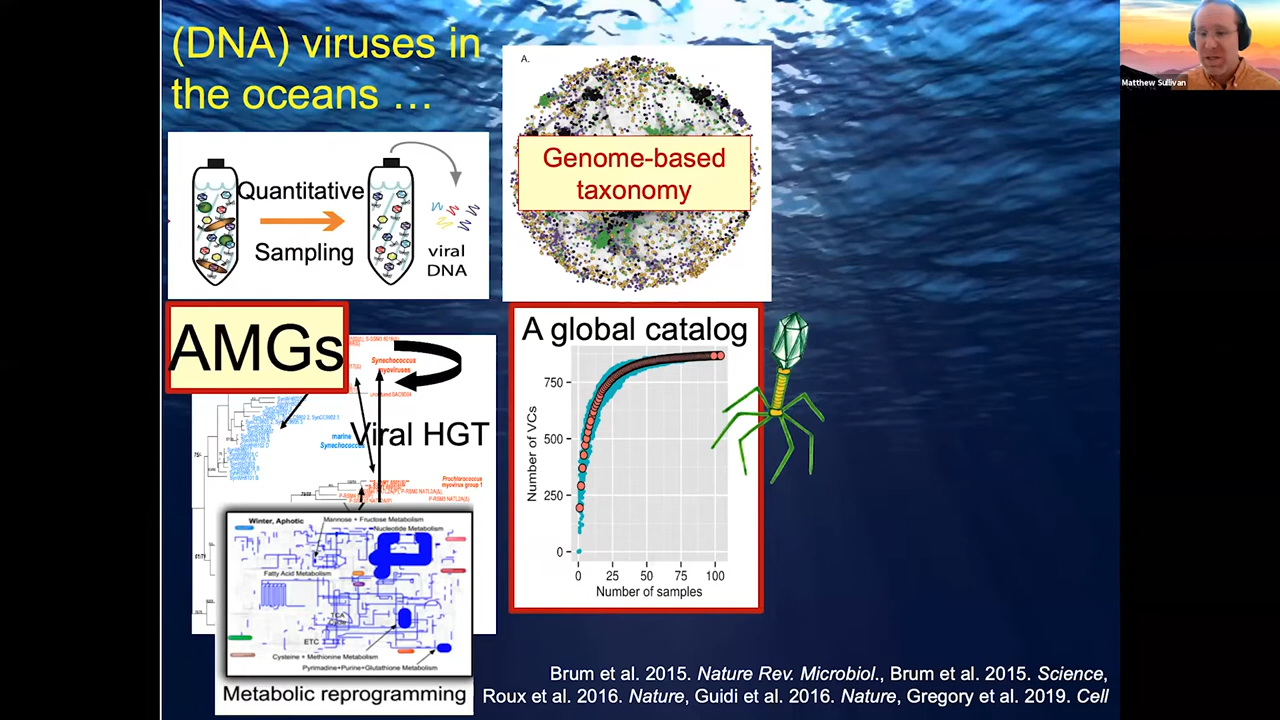 (DNA) viruses in
the oceans …
Matthew Sullivan
Quantitative
Sampling
viral
DNA
A.
Genome-based
taxonomy
AMGs
Synechococcus
myoviruses
marine
Synechococcus
Viral HGT
Prochlorococcus
myovirus group 1
Winter, Aphotic
Mannose + Fructose Metabolism
Nucleotide Metabolism
Fatty Acid Metabolism
TCA
Cycle
ETC
Cysteine + Methionine Metabolism
Pyrimadine+Purine+Glutathione Metabolism
Metabolic reprogramming
A global catalog
Number of VCs
750
500
250
0
0 25 50 75 100
Number of samples
Brum et al. 2015. Nature Rev. Microbiol., Brum et al. 2015. Science,
Roux et al. 2016. Nature, Guidi et al. 2016. Nature, Gregory et al. 2019. Cell